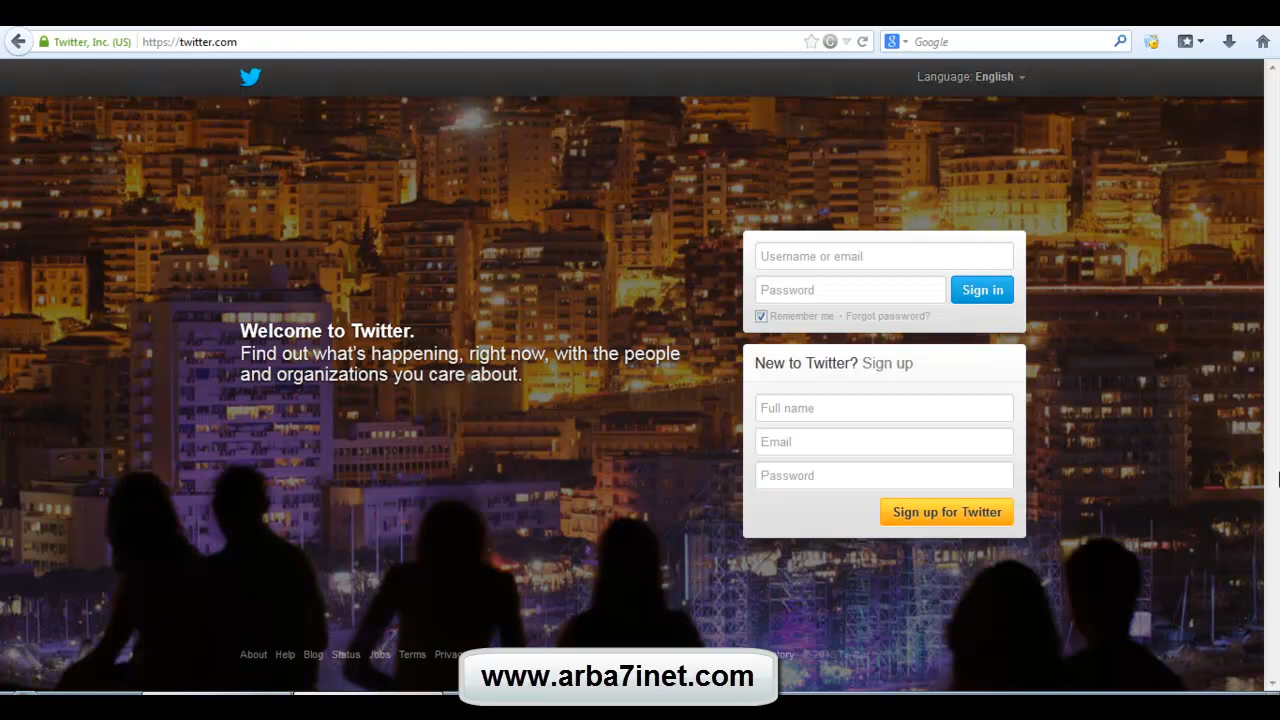 Twitter, Inc. (US)
https://twitter.com
Google
Language: English
Username or email
Password
Sign in
Remember me · Forgot password?
Welcome to Twitter.
Find out what's happening, right now, with the people
and organizations you care about.
New to Twitter? Sign up
Full name
Email
Password
Sign up for Twitter
About Help Blog Status Jobs Terms
www.arba7inet.com